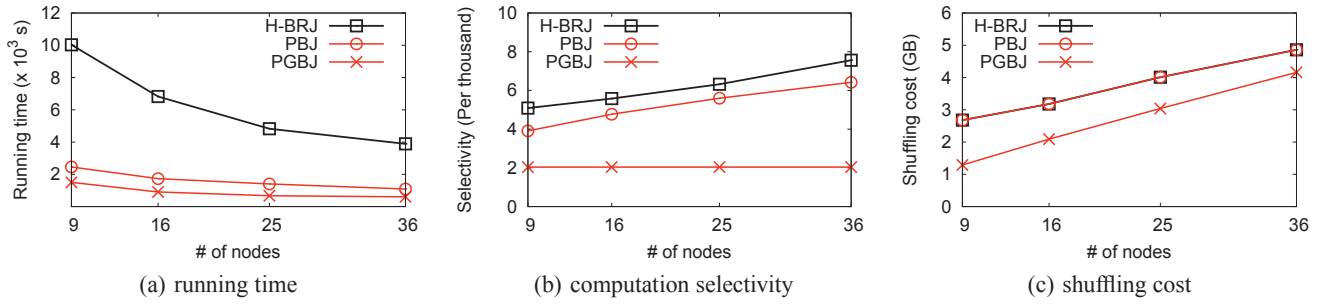 Running time (x 10³ s)
12
10
8
6
4
2
0
H-BRJ
PBJ
PGBJ
9
16
25
36
# of nodes
(a) running time
Selectivity (Per thousand)
10
8
6
4
2
0
H-BRJ
PBJ
PGBJ
9
16
25
36
# of nodes
(b) computation selectivity
Shuffling cost (GB)
6
5
4
3
2
1
0
H-BRJ
PBJ
PGBJ
9
16
25
36
# of nodes
(c) shuffling cost